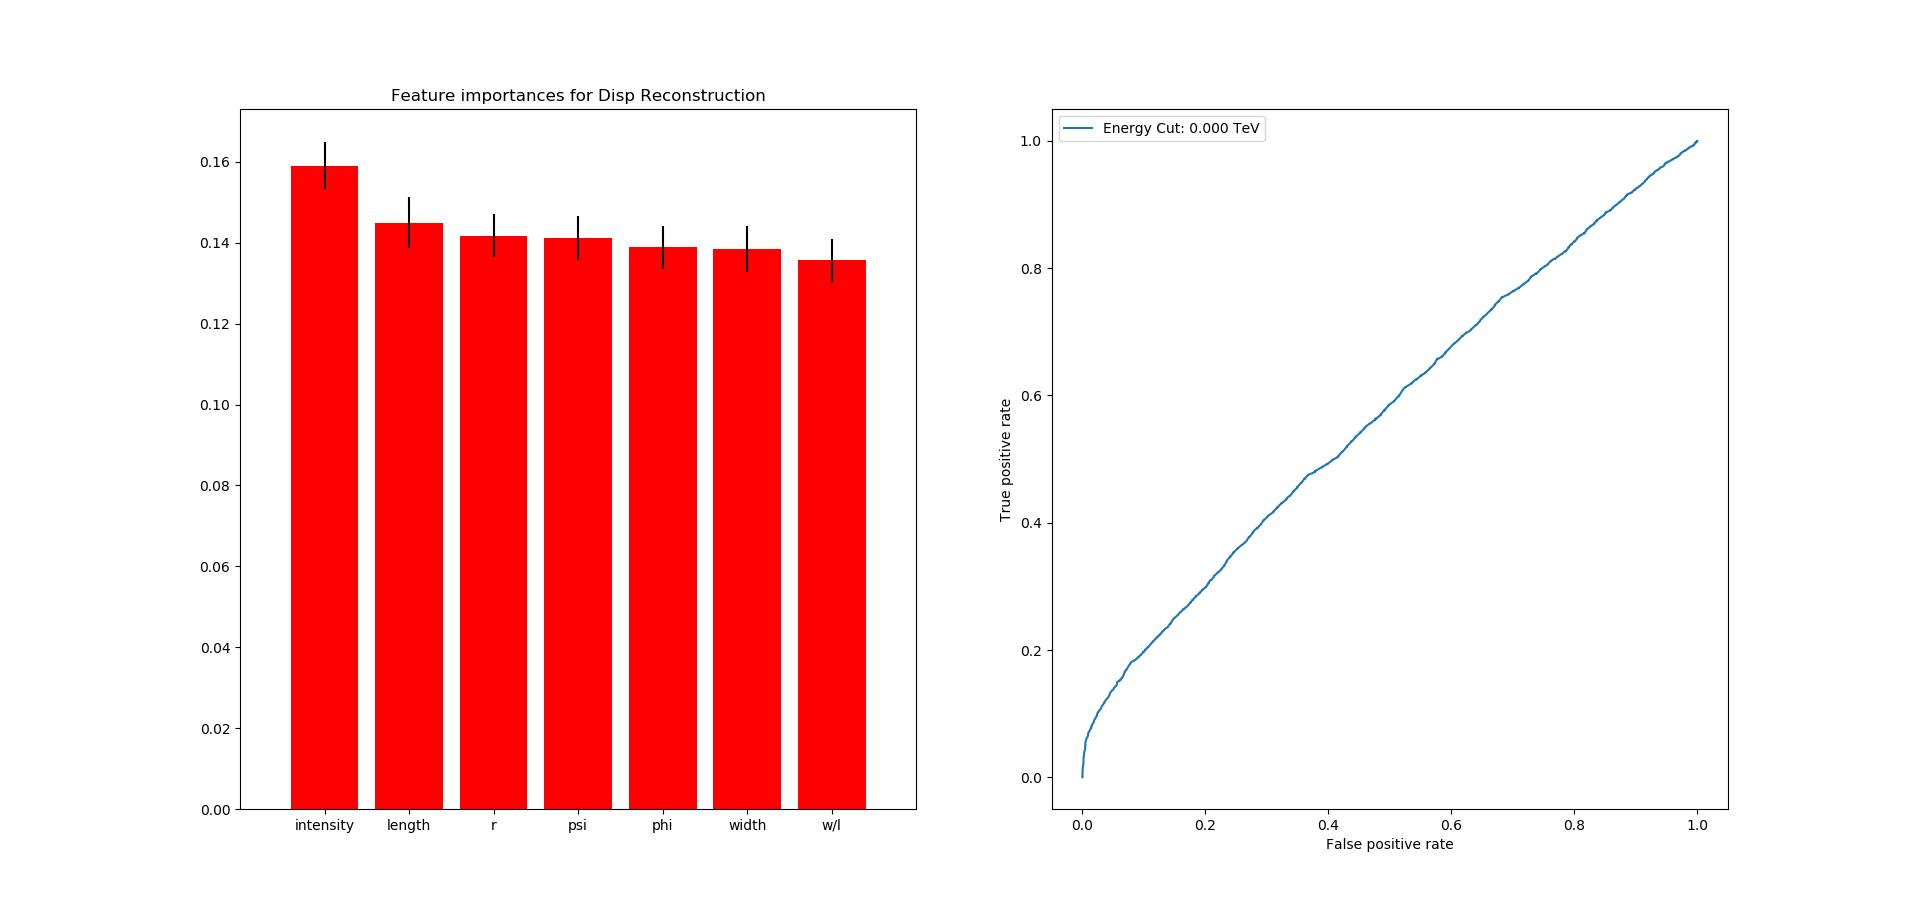 Feature importances for Disp Reconstruction
0.16
0.14
0.12
0.10
0.08
0.06
0.04
0.02
0.00
intensity length r psi phi width w/l
Energy Cut: 0.000 TeV
1.0
0.8
0.6
0.4
0.2
0.0
True positive rate
0.0 0.2 0.4 0.6 0.8 1.0
False positive rate